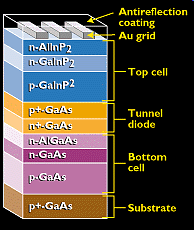 Antireflection
coating
Au grid
n-AlInP2
n-GaInP2
p-GaInP2
Top cell
p+-GaAs
n+-GaAs
Tunnel
diode
n-AlGaAs
n-GaAs
p-GaAs
Bottom
cell
p+-GaAs
Substrate